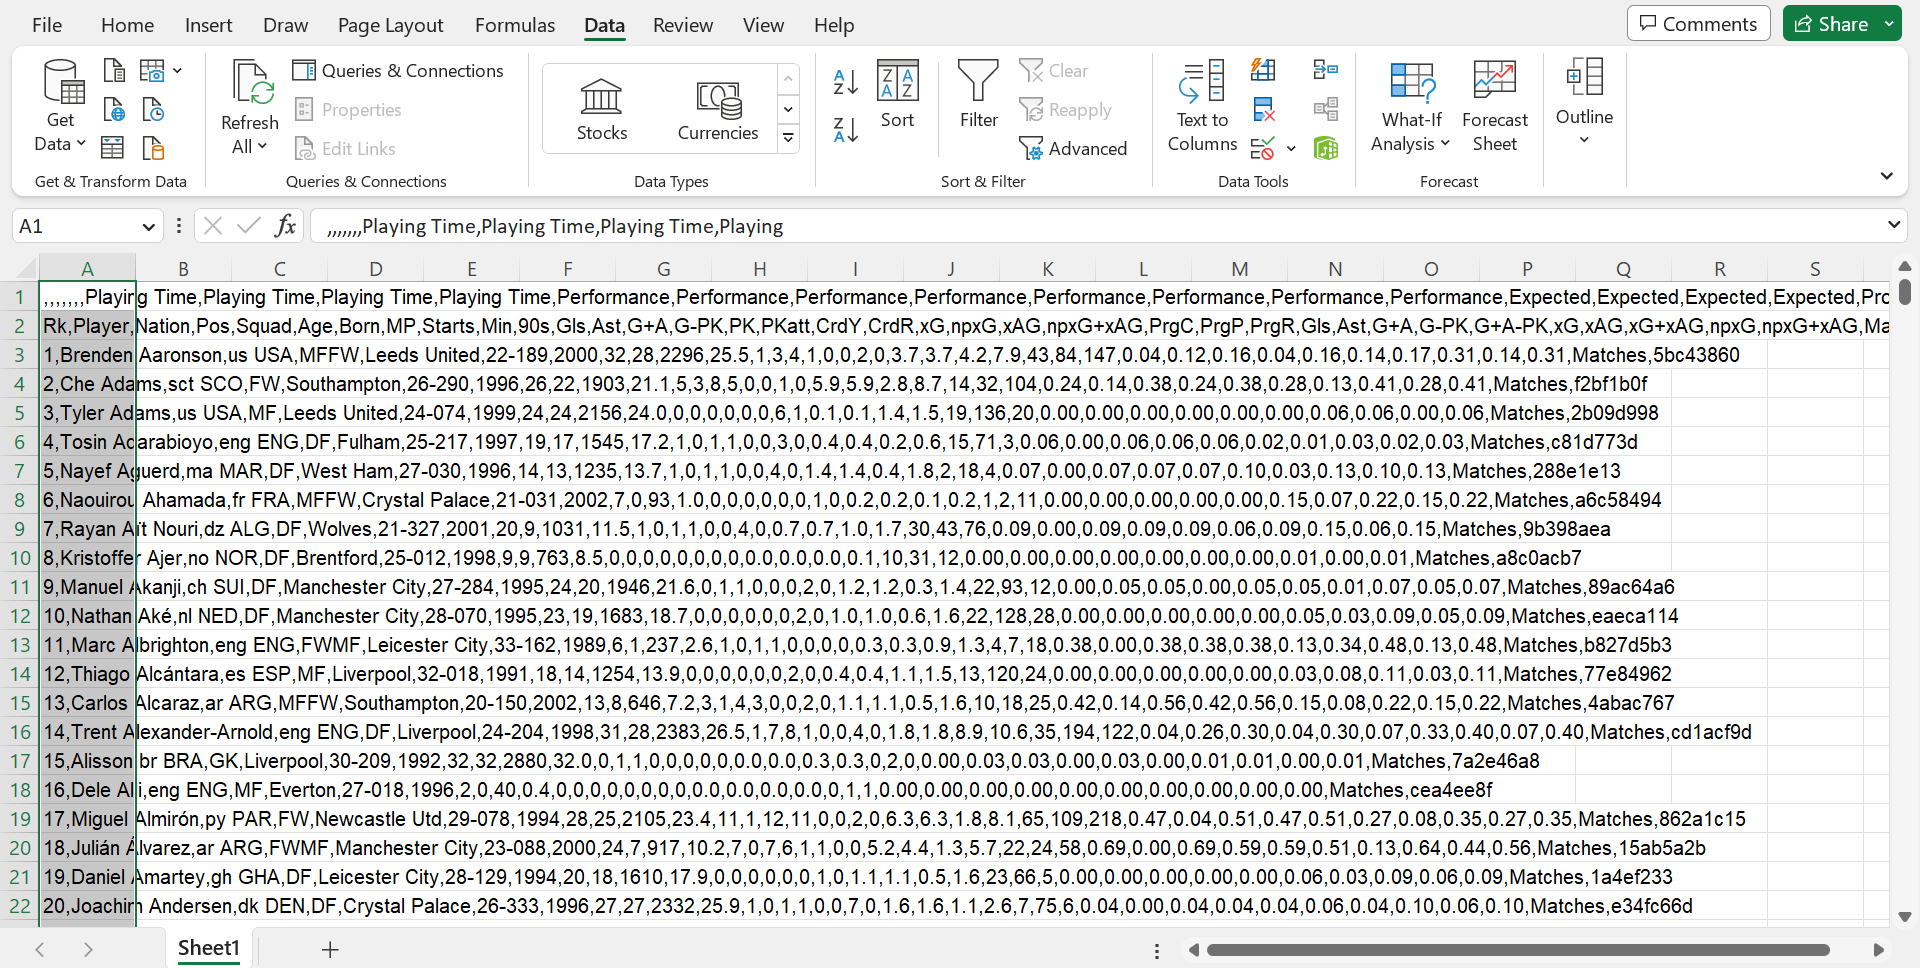 File Home Insert Draw Page Layout Formulas Data Review View Help Comments Share
Queries & Connections
Properties
Edit Links
Get Data
Refresh All
Stocks Currencies
Sort
Filter
Clear
Reapply
Advanced
Text to Columns
What-If Analysis
Forecast Sheet
Outline
Get & Transform Data Queries & Connections Data Types Sort & Filter Data Tools Forecast
A1 fx ,,,,,,,Playing Time,Playing Time,Playing Time,Playing
A B C D E F G H I J K L M N O P Q R S
1 ,,,,,,,Playing Time,Playing Time,Playing Time,Playing Time,Performance,Performance,Performance,Performance,Performance,Performance,Performance,Performance,Expected,Expected,Expected,Expected,Pro
2 Rk,Player,Nation,Pos,Squad,Age,Born,MP,Starts,Min,90s,Gls,Ast,G+A,G-PK,PK,PKatt,CrdY,CrdR,xG,npxG,xAG,npxG+xAG,PrgC,PrgP,PrgR,Gls,Ast,G+A,G-PK,G+A-PK,xG,xAG,xG+xAG,npxG,npxG+xAG,Ma
3 1,Brenden Aaronson,us USA,MFFW,Leeds United,22-189,2000,32,28,2296,25.5,1,3,4,1,0,0,2,0,3.7,3.7,4.2,7.9,43,84,147,0.04,0.12,0.16,0.04,0.16,0.14,0.17,0.31,0.14,0.31,Matches,5bc43860
4 2,Che Adams,sct SCO,FW,Southampton,26-290,1996,26,22,1903,21.1,5,3,8,5,0,0,1,0,5.9,5.9,2.8,8.7,14,32,104,0.24,0.14,0.38,0.24,0.38,0.28,0.13,0.41,0.28,0.41,Matches,f2bf1b0f
5 3,Tyler Adams,us USA,MF,Leeds United,24-074,1999,24,24,2156,24.0,0,0,0,0,0,0,6,1,0.1,0.1,1.4,1.5,19,136,20,0.00,0.00,0.00,0.00,0.00,0.00,0.06,0.06,0.00,0.06,Matches,2b09d998
6 4,Tosin Adarabioyo,eng ENG,DF,Fulham,25-217,1997,19,17,1545,17.2,1,0,1,1,0,0,3,0,0.4,0.4,0.2,0.6,15,71,3,0.06,0.00,0.06,0.06,0.06,0.02,0.01,0.03,0.02,0.03,Matches,c81d773d
7 5,Nayef Aguerd,ma MAR,DF,West Ham,27-030,1996,14,13,1235,13.7,1,0,1,1,0,0,4,0,1.4,1.4,0.4,1.8,2,18,4,0.07,0.00,0.07,0.07,0.07,0.10,0.03,0.13,0.10,0.13,Matches,288e1e13
8 6,Naouirou Ahamada,fr FRA,MFFW,Crystal Palace,21-031,2002,7,0,93,1.0,0,0,0,0,0,0,1,0,0.2,0.2,0.1,0.2,1,2,11,0.00,0.00,0.00,0.00,0.00,0.15,0.07,0.22,0.15,0.22,Matches,a6c58494
9 7,Rayan Aït Nouri,dz ALG,DF,Wolves,21-327,2001,20,9,1031,11.5,1,0,1,1,0,0,4,0,0.7,0.7,1.0,1.7,30,43,76,0.09,0.00,0.09,0.09,0.09,0.06,0.09,0.15,0.06,0.15,Matches,9b398aea
10 8,Kristoffer Ajer,no NOR,DF,Brentford,25-012,1998,9,9,763,8.5,0,0,0,0,0,0,0,0,0.0,0.0,0.0,0.1,10,31,12,0.00,0.00,0.00,0.00,0.00,0.00,0.00,0.01,0.00,0.01,Matches,a8c0acb7
11 9,Manuel Akanji,ch SUI,DF,Manchester City,27-284,1995,24,20,1946,21.6,0,1,1,0,0,0,2,0,1.2,1.2,0.3,1.4,22,93,12,0.00,0.05,0.05,0.00,0.05,0.05,0.01,0.07,0.05,0.07,Matches,89ac64a6
12 10,Nathan Aké,nl NED,DF,Manchester City,28-070,1995,23,19,1683,18.7,0,0,0,0,0,0,2,0,1.0,1.0,0.6,1.6,22,128,28,0.00,0.00,0.00,0.00,0.00,0.05,0.03,0.09,0.05,0.09,Matches,eaeca114
13 11,Marc Albrighton,eng ENG,FWMF,Leicester City,33-162,1989,6,1,237,2.6,1,0,1,1,0,0,0,0,0.3,0.3,0.9,1.3,4,7,18,0.38,0.00,0.38,0.38,0.38,0.13,0.34,0.48,0.13,0.48,Matches,b827d5b3
14 12,Thiago Alcántara,es ESP,MF,Liverpool,32-018,1991,18,14,1254,13.9,0,0,0,0,0,0,2,0,0.4,0.4,1.1,1.5,13,120,24,0.00,0.00,0.00,0.00,0.00,0.03,0.08,0.11,0.03,0.11,Matches,77e84962
15 13,Carlos Alcaraz,ar ARG,MFFW,Southampton,20-150,2002,13,8,646,7.2,3,1,4,3,0,0,2,0,1.1,1.1,0.5,1.6,10,18,25,0.42,0.14,0.56,0.42,0.56,0.15,0.08,0.22,0.15,0.22,Matches,4abac767
16 14,Trent Alexander-Arnold,eng ENG,DF,Liverpool,24-204,1998,31,28,2383,26.5,1,7,8,1,0,0,4,0,1.8,1.8,8.9,10.6,35,194,122,0.04,0.26,0.30,0.04,0.30,0.07,0.33,0.40,0.07,0.40,Matches,cd1acf9d
17 15,Alisson,br BRA,GK,Liverpool,30-209,1992,32,32,2880,32.0,0,1,1,0,0,0,0,0,0.0,0.0,0.3,0.3,0,2,0,0.00,0.03,0.03,0.00,0.03,0.00,0.01,0.01,0.00,0.01,Matches,7a2e46a8
18 16,Dele Alli,eng ENG,MF,Everton,27-018,1996,2,0,40,0.4,0,0,0,0,0,0,0,0,0.0,0.0,0.0,0.0,0,1,1,0.00,0.00,0.00,0.00,0.00,0.00,0.00,0.00,0.00,0.00,Matches,cea4ee8f
19 17,Miguel Almirón,py PAR,FW,Newcastle Utd,29-078,1994,28,25,2105,23.4,11,1,12,11,0,0,2,0,6.3,6.3,1.8,8.1,65,109,218,0.47,0.04,0.51,0.47,0.51,0.27,0.08,0.35,0.27,0.35,Matches,862a1c15
20 18,Julián Álvarez,ar ARG,FWMF,Manchester City,23-088,2000,24,7,917,10.2,7,0,7,6,1,1,0,0,5.2,4.4,1.3,5.7,22,24,58,0.69,0.00,0.69,0.59,0.59,0.51,0.13,0.64,0.44,0.56,Matches,15ab5a2b
21 19,Daniel Amartey,gh GHA,DF,Leicester City,28-129,1994,20,18,1610,17.9,0,0,0,0,0,0,1,0,1.1,1.1,0.5,1.6,23,66,5,0.00,0.00,0.00,0.00,0.00,0.06,0.03,0.09,0.06,0.09,Matches,1a4ef233
22 20,Joachim Andersen,dk DEN,DF,Crystal Palace,26-333,1996,27,27,2332,25.9,1,0,1,1,0,0,7,0,1.6,1.6,1.1,2.6,7,75,6,0.04,0.00,0.04,0.04,0.04,0.06,0.04,0.10,0.06,0.10,Matches,e34fc66d
Sheet1